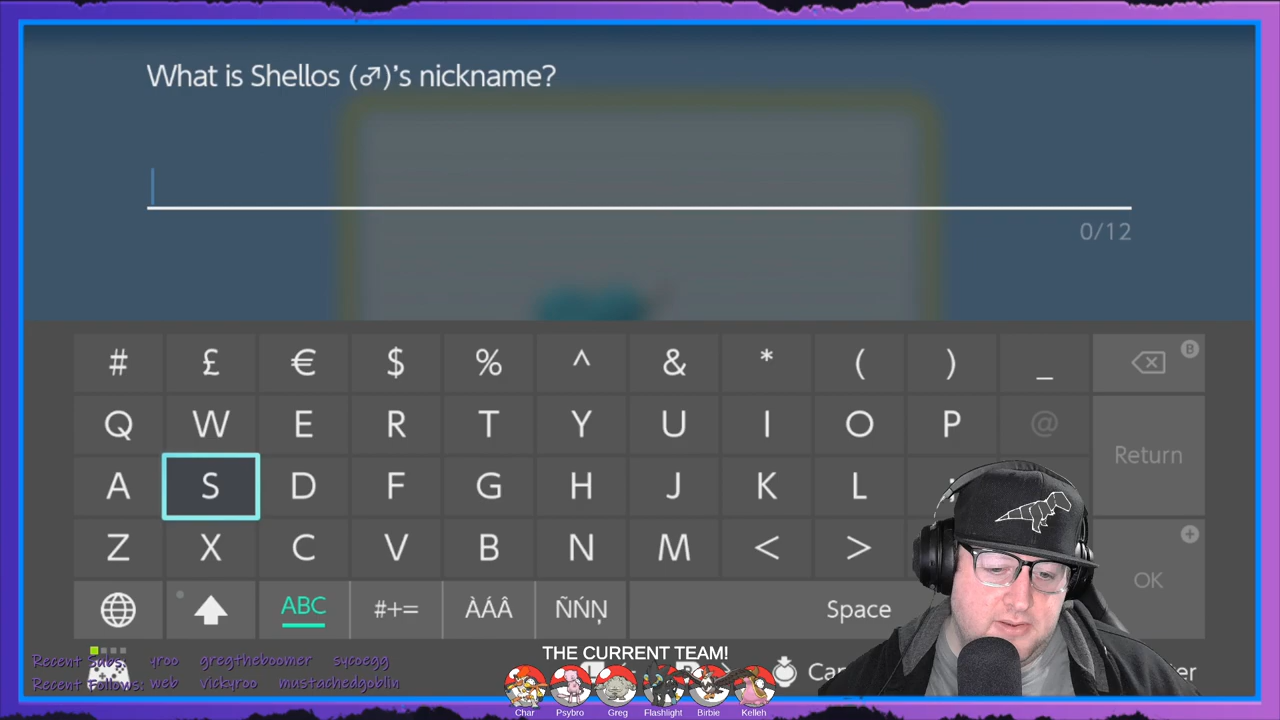 What is Shellos (♂)'s nickname?
0/12
# £ € $ % ^ & * ( ) _ B
Q W E R T Y U I O P @
Return
A S D F G H J K L
Z X C V B N M < >
OK
ABC #+= ÀÁÂ ÑŃŅ Space
Recent Subs: yroo gregtheboomer sycoegg
Recent Follows: web vickyroo mustachedgoblin
THE CURRENT TEAM!
Char Psybro Greg Flashlight Birbie Kelleh